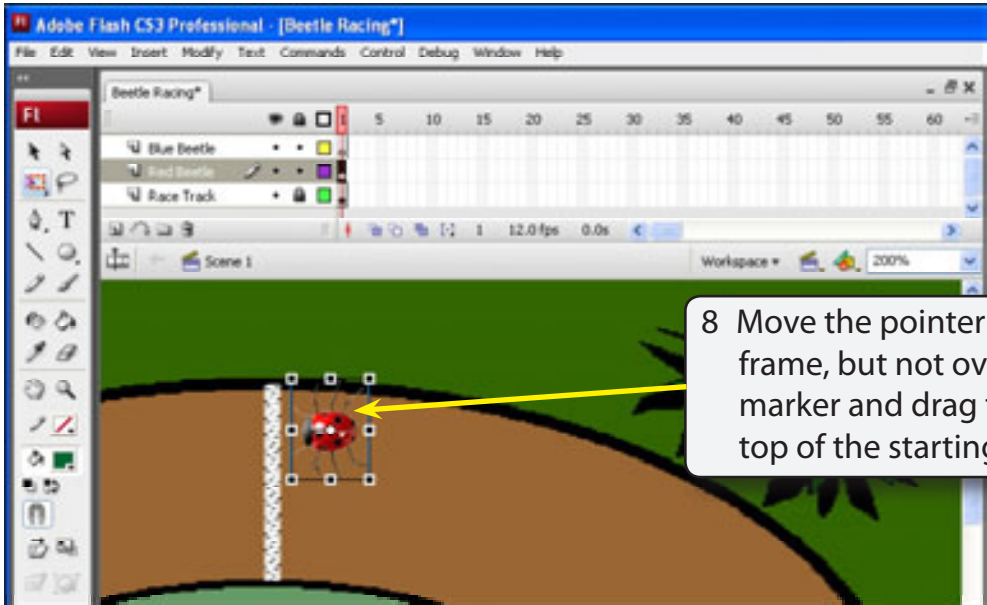 Adobe Flash CS3 Professional - [Beetle Racing*]
File Edit View Insert Modify Text Commands Control Debug Window Help
Beetle Racing*
Fl
1 5 10 15 20 25 30 35 40 45 50 55 60
Blue Beetle
Red Beetle
Race Track
1 12.0 fps 0.0s
Scene 1
Workspace
200%
T
8 Move the pointer
frame, but not ov
marker and drag
top of the starting